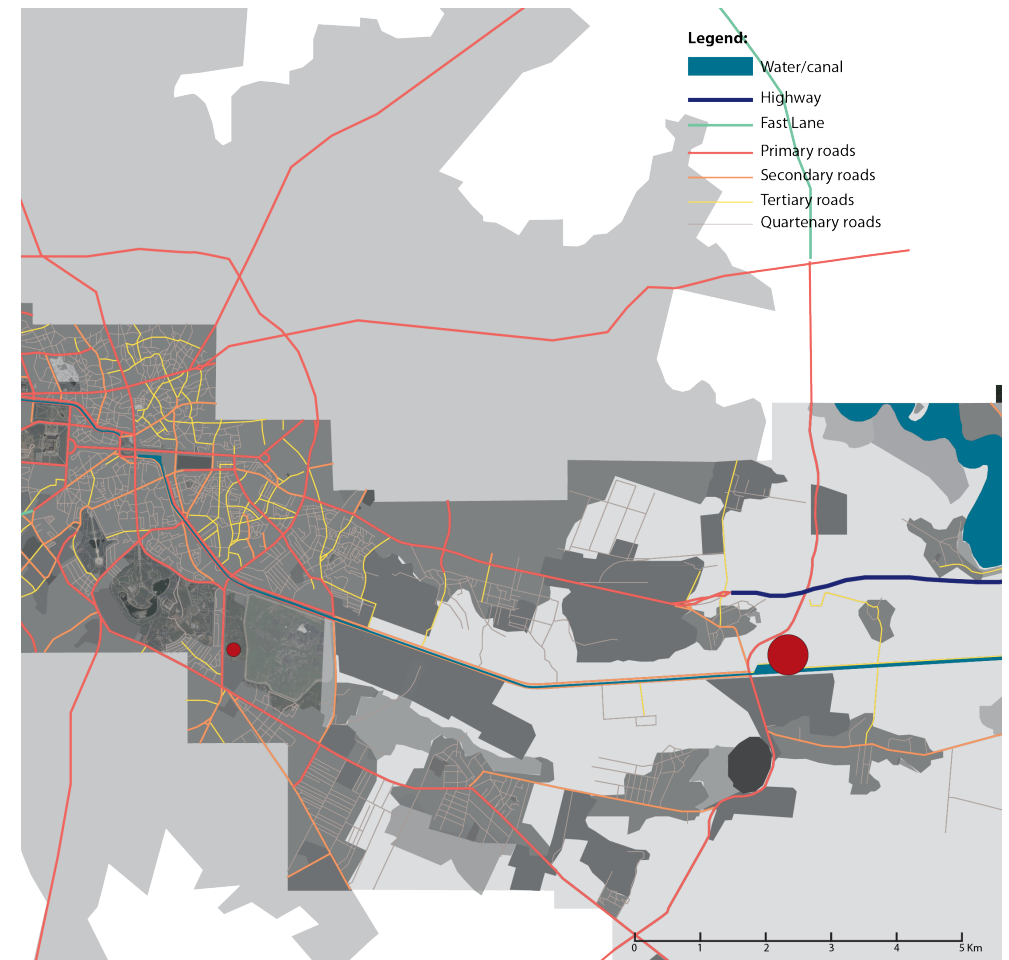 Legend:
Water/canal
Highway
Fast Lane
Primary roads
Secondary roads
Tertiary roads
Quartenary roads
0 1 2 3 4 5 Km